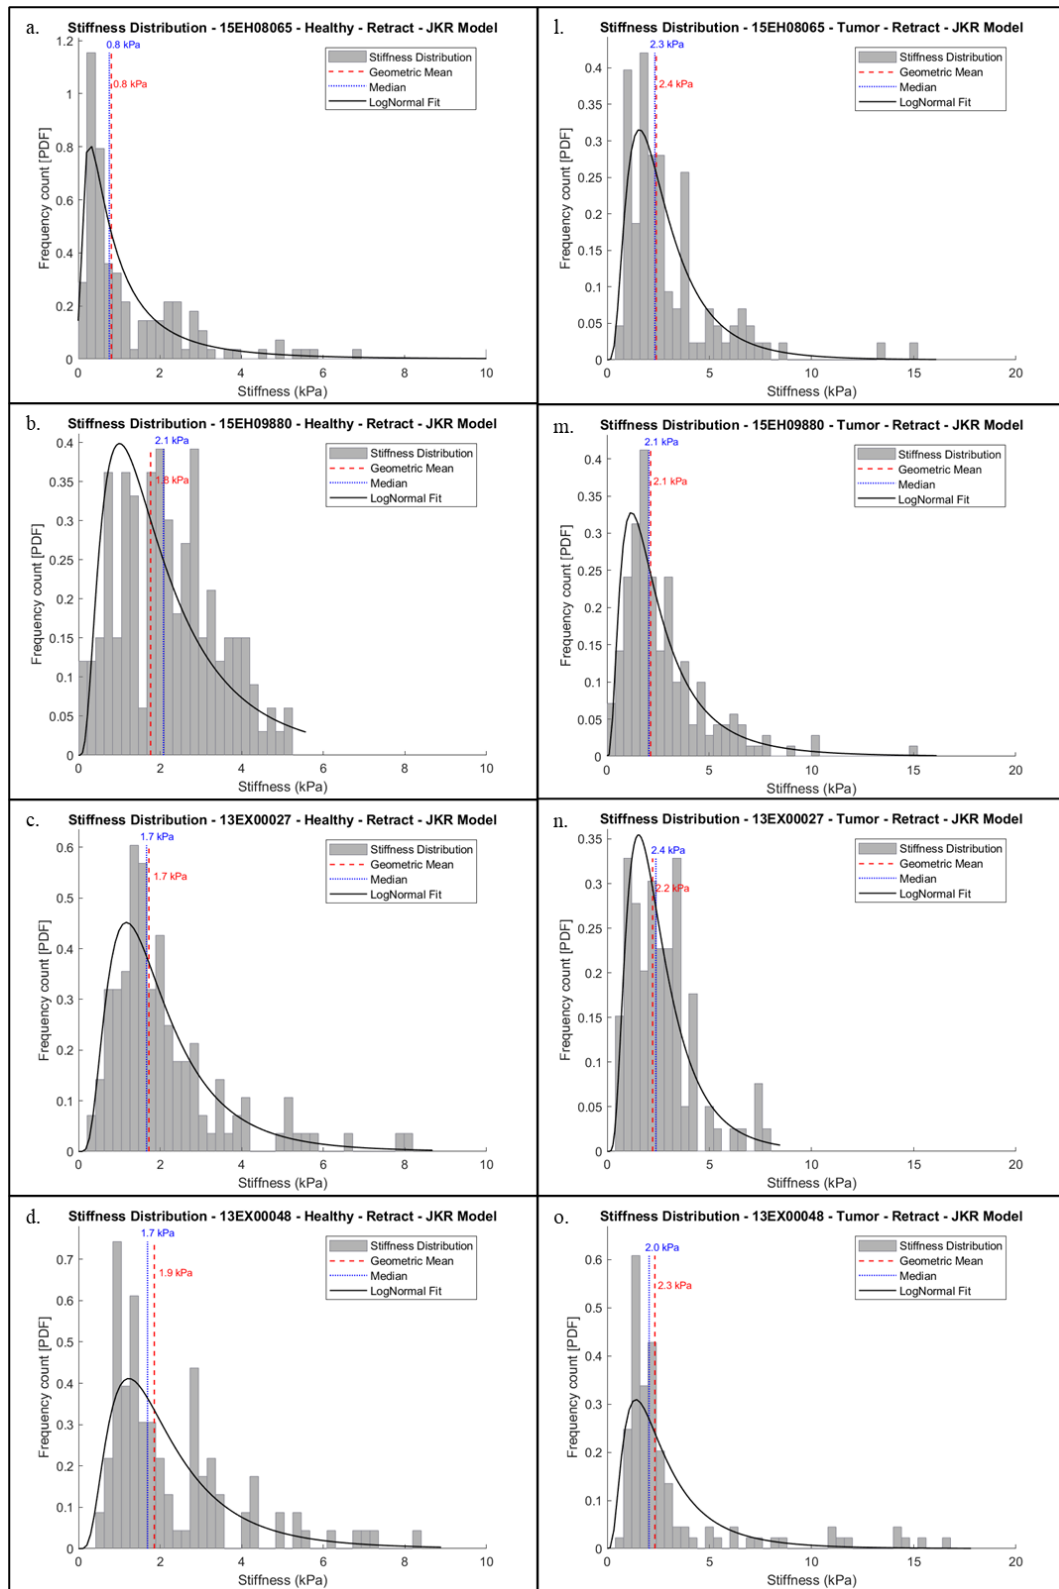 a.
Stiffness Distribution - 15EH08065 - Healthy - Retract - JKR Model
0.8 kPa
0.8 kPa
Stiffness Distribution
Geometric Mean
Median
LogNormal Fit
Frequency count [PDF]
1.2
1
0.8
0.6
0.4
0.2
0
0 2 4 6 8 10
Stiffness (kPa)
l.
Stiffness Distribution - 15EH08065 - Tumor - Retract - JKR Model
2.3 kPa
2.4 kPa
Stiffness Distribution
Geometric Mean
Median
LogNormal Fit
Frequency count [PDF]
0.4
0.35
0.3
0.25
0.2
0.15
0.1
0.05
0
0 5 10 15 20
Stiffness (kPa)
b.
Stiffness Distribution - 15EH09880 - Healthy - Retract - JKR Model
2.1 kPa
1.8 kPa
Stiffness Distribution
Geometric Mean
Median
LogNormal Fit
Frequency count [PDF]
0.4
0.35
0.3
0.25
0.2
0.15
0.1
0.05
0
0 2 4 6 8 10
Stiffness (kPa)
m.
Stiffness Distribution - 15EH09880 - Tumor - Retract - JKR Model
2.1 kPa
2.1 kPa
Stiffness Distribution
Geometric Mean
Median
LogNormal Fit
Frequency count [PDF]
0.4
0.35
0.3
0.25
0.2
0.15
0.1
0.05
0
0 5 10 15 20
Stiffness (kPa)
c.
Stiffness Distribution - 13EX00027 - Healthy - Retract - JKR Model
1.7 kPa
1.7 kPa
Stiffness Distribution
Geometric Mean
Median
LogNormal Fit
Frequency count [PDF]
0.6
0.5
0.4
0.3
0.2
0.1
0
0 2 4 6 8 10
Stiffness (kPa)
n.
Stiffness Distribution - 13EX00027 - Tumor - Retract - JKR Model
2.4 kPa
2.2 kPa
Stiffness Distribution
Geometric Mean
Median
LogNormal Fit
Frequency count [PDF]
0.35
0.3
0.25
0.2
0.15
0.1
0.05
0
0 5 10 15 20
Stiffness (kPa)
d.
Stiffness Distribution - 13EX00048 - Healthy - Retract - JKR Model
1.7 kPa
1.9 kPa
Stiffness Distribution
Geometric Mean
Median
LogNormal Fit
Frequency count [PDF]
0.7
0.6
0.5
0.4
0.3
0.2
0.1
0
0 2 4 6 8 10
Stiffness (kPa)
o.
Stiffness Distribution - 13EX00048 - Tumor - Retract - JKR Model
2.0 kPa
2.3 kPa
Stiffness Distribution
Geometric Mean
Median
LogNormal Fit
Frequency count [PDF]
0.6
0.5
0.4
0.3
0.2
0.1
0
0 5 10 15 20
Stiffness (kPa)